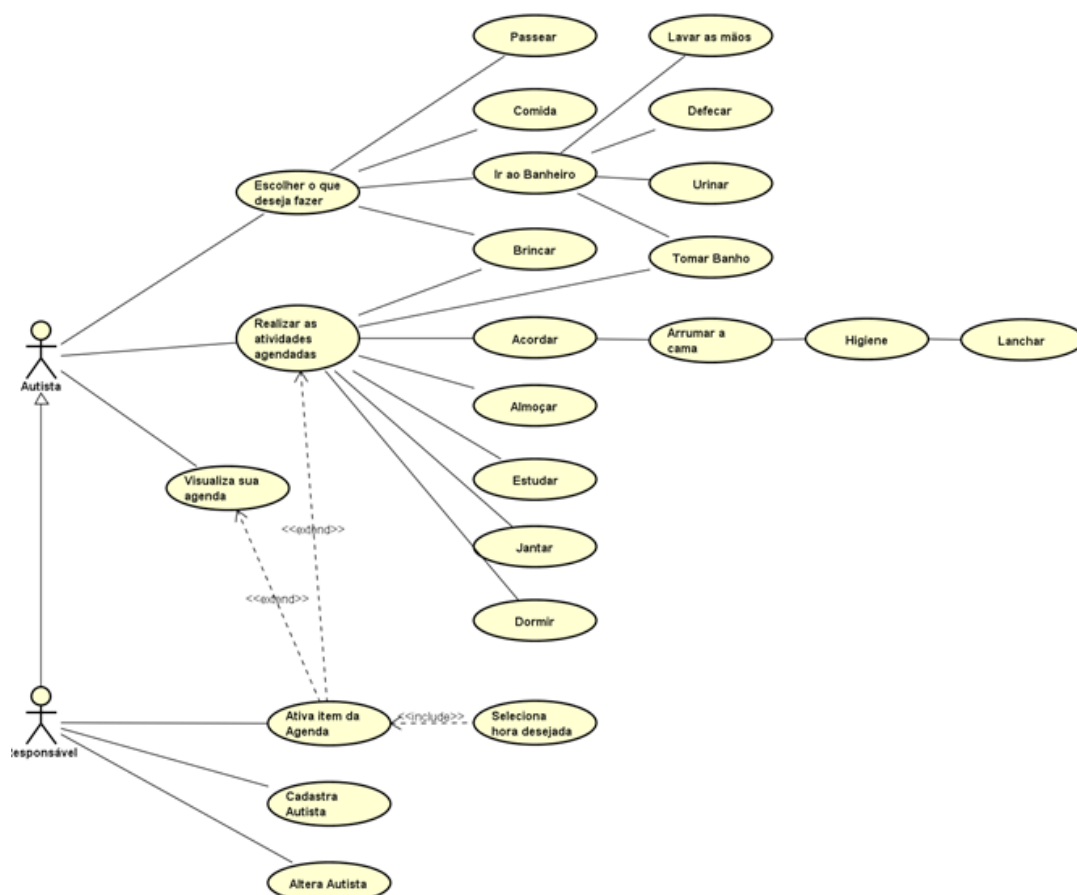 Passear
Lavar as mãos
Comida
Defecar
Escolher o que
deseja fazer
Ir ao Banheiro
Urinar
Brincar
Tomar Banho
Realizar as
atividades
agendadas
Acordar
Arrumar a
cama
Higiene
Lanchar
Autista
Almoçar
Visualiza sua
agenda
Estudar
<<extend>>
Jantar
<<extend>>
Dormir
Ativa item da
Agenda
<<include>>
Seleciona
hora desejada
Responsável
Cadastra
Autista
Altera Autista